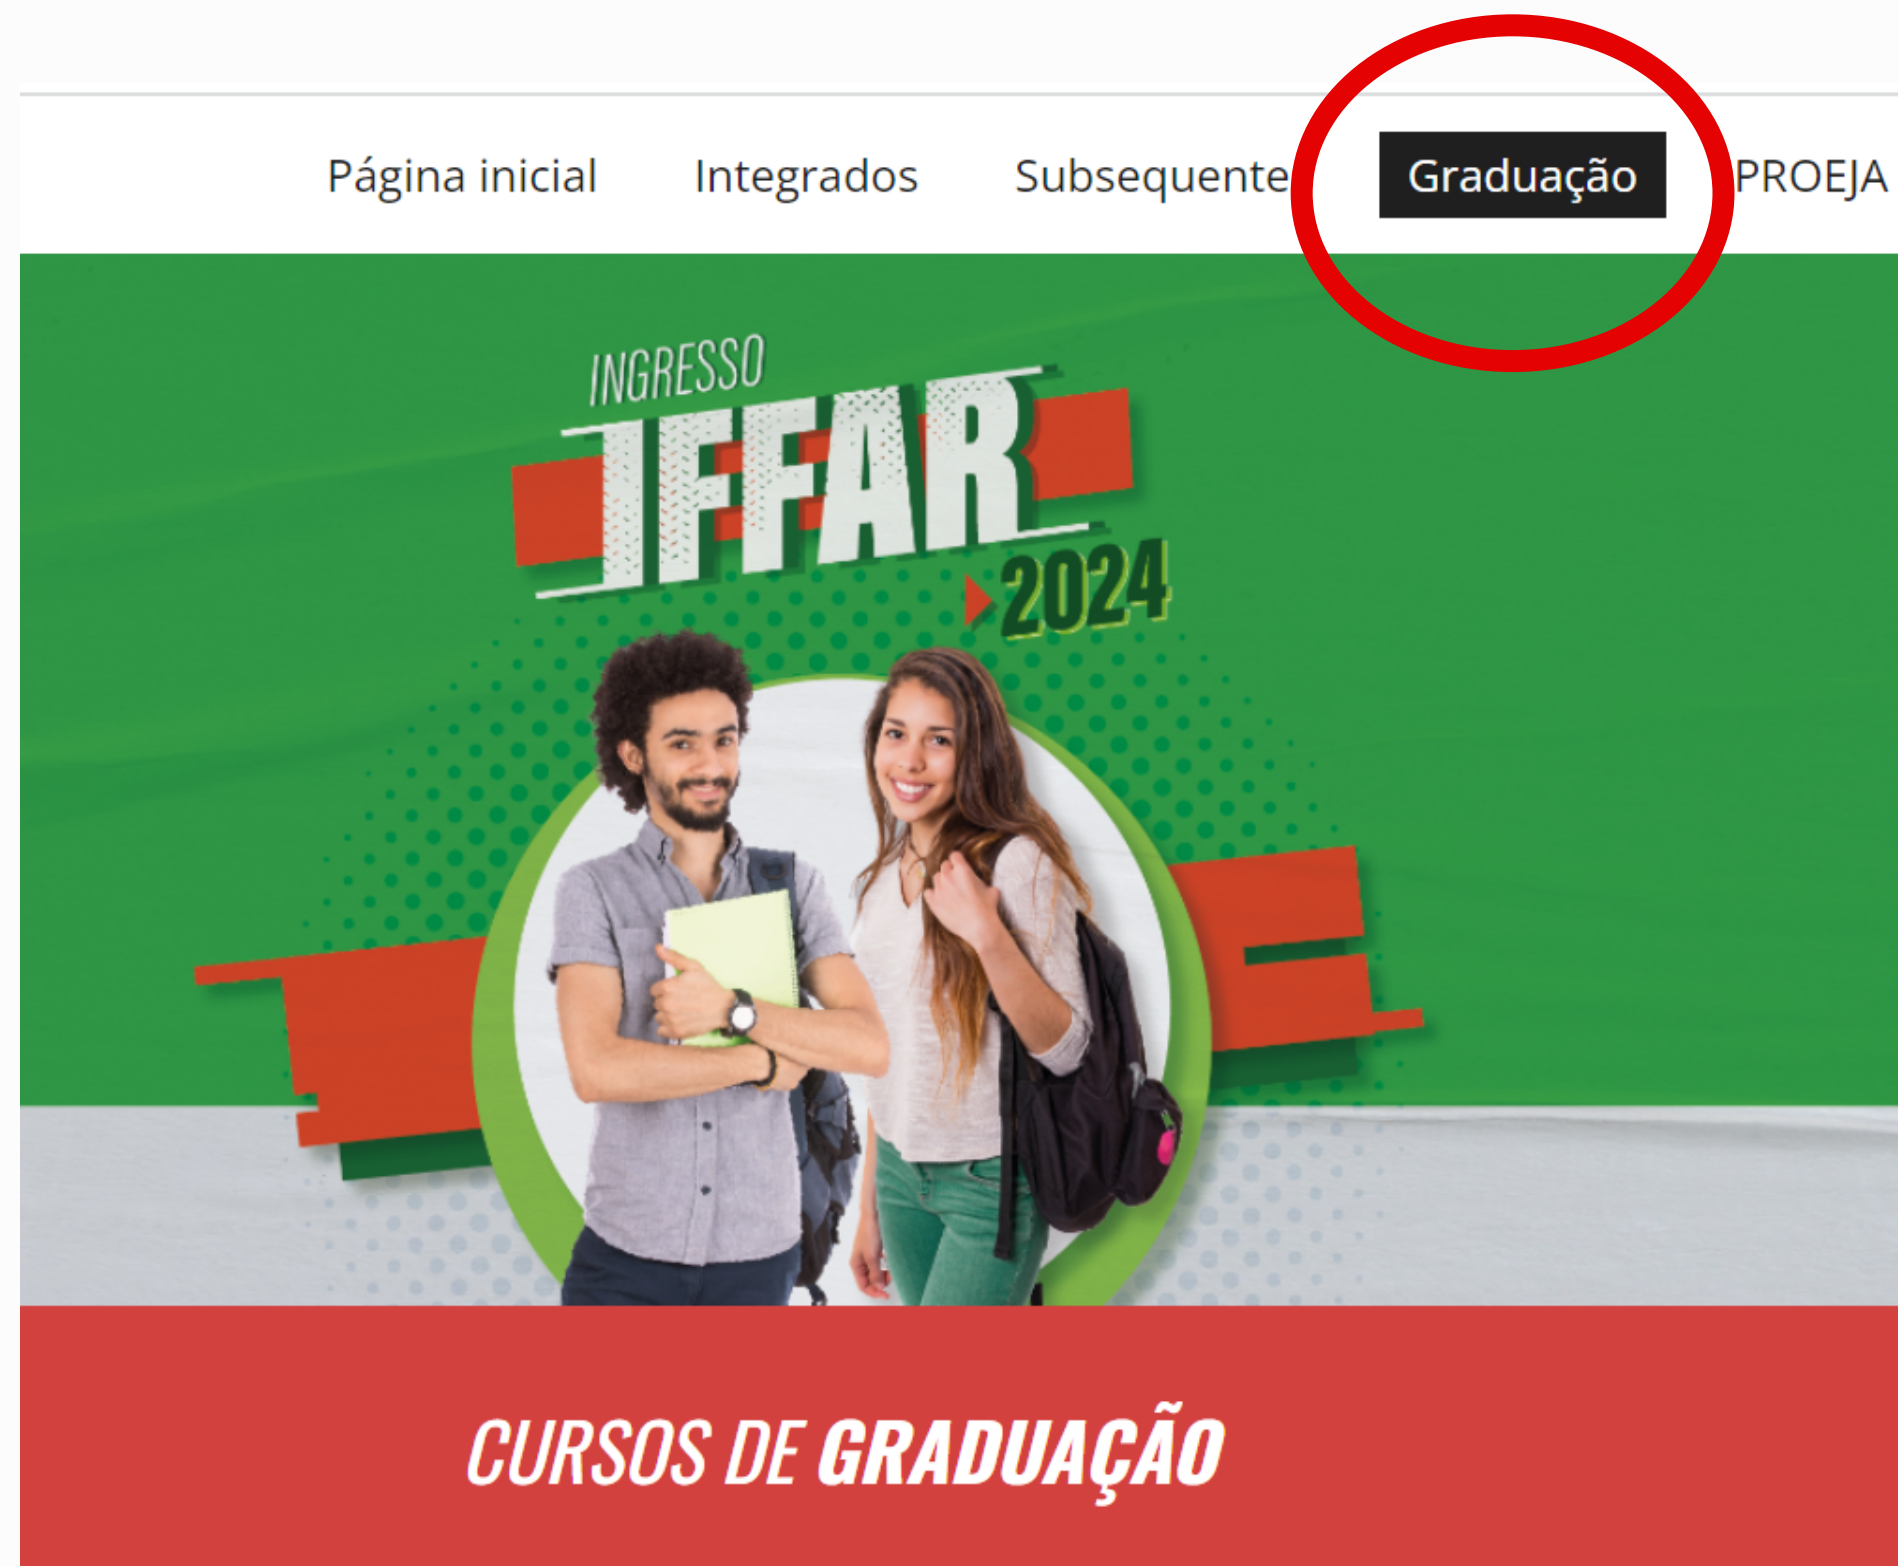 Página inicial Integrados Subsequente Graduação PROEJA
INGRESSO
IFFAR
2024
CURSOS DE GRADUAÇÃO